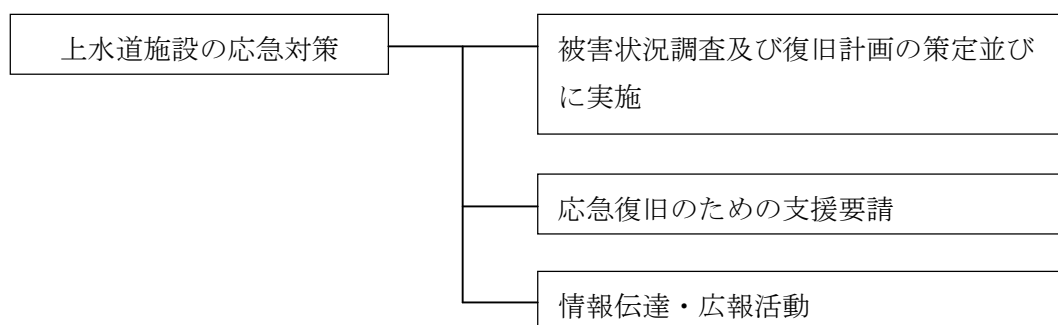 上水道施設の応急対策
被害状況調査及び復旧計画の策定並び
に実施
応急復旧のための支援要請
情報伝達・広報活動